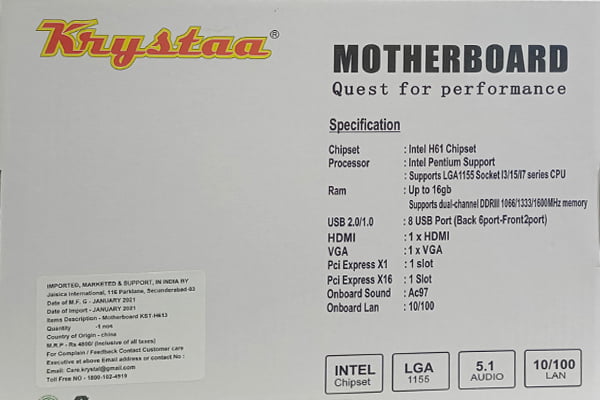 Krystaa®
MOTHERBOARD
Quest for performance
Specification
Chipset : Intel H61 Chipset
Processor : Intel Pentium Support
: Supports LGA1155 Socket I3/15/I7 series CPU
Ram : Up to 16gb
Supports dual-channel DDRIII 1066/1333/1600MHz memory
USB 2.0/1.0 : 8 USB Port (Back 6port-Front2port)
HDMI : 1 x HDMI
VGA : 1 x VGA
Pci Express X1 : 1 slot
Pci Express X16 : 1 Slot
Onboard Sound : Ac97
Onboard Lan : 10/100
IMPORTED, MARKETED & SUPPORT, IN INDIA BY
Jaisica International, 116 Parklane, Secunderabad-03
Date of M.F. G - JANUARY 2021
Date of Import - JANUARY 2021
Items Description - Motherboard KST-H613
Quantity -1 nos
Country of Origin - china
M.R.P - Rs 4800/ (Inclusive of all taxes)
For Complain / Feedback Contact Customer care
Executive at above Email address or contact No :
Email: Care.krystal@gmail.com
Toll Free NO - 1800-102-4919
INTEL
Chipset
LGA
1155
5.1
AUDIO
10/100
LAN